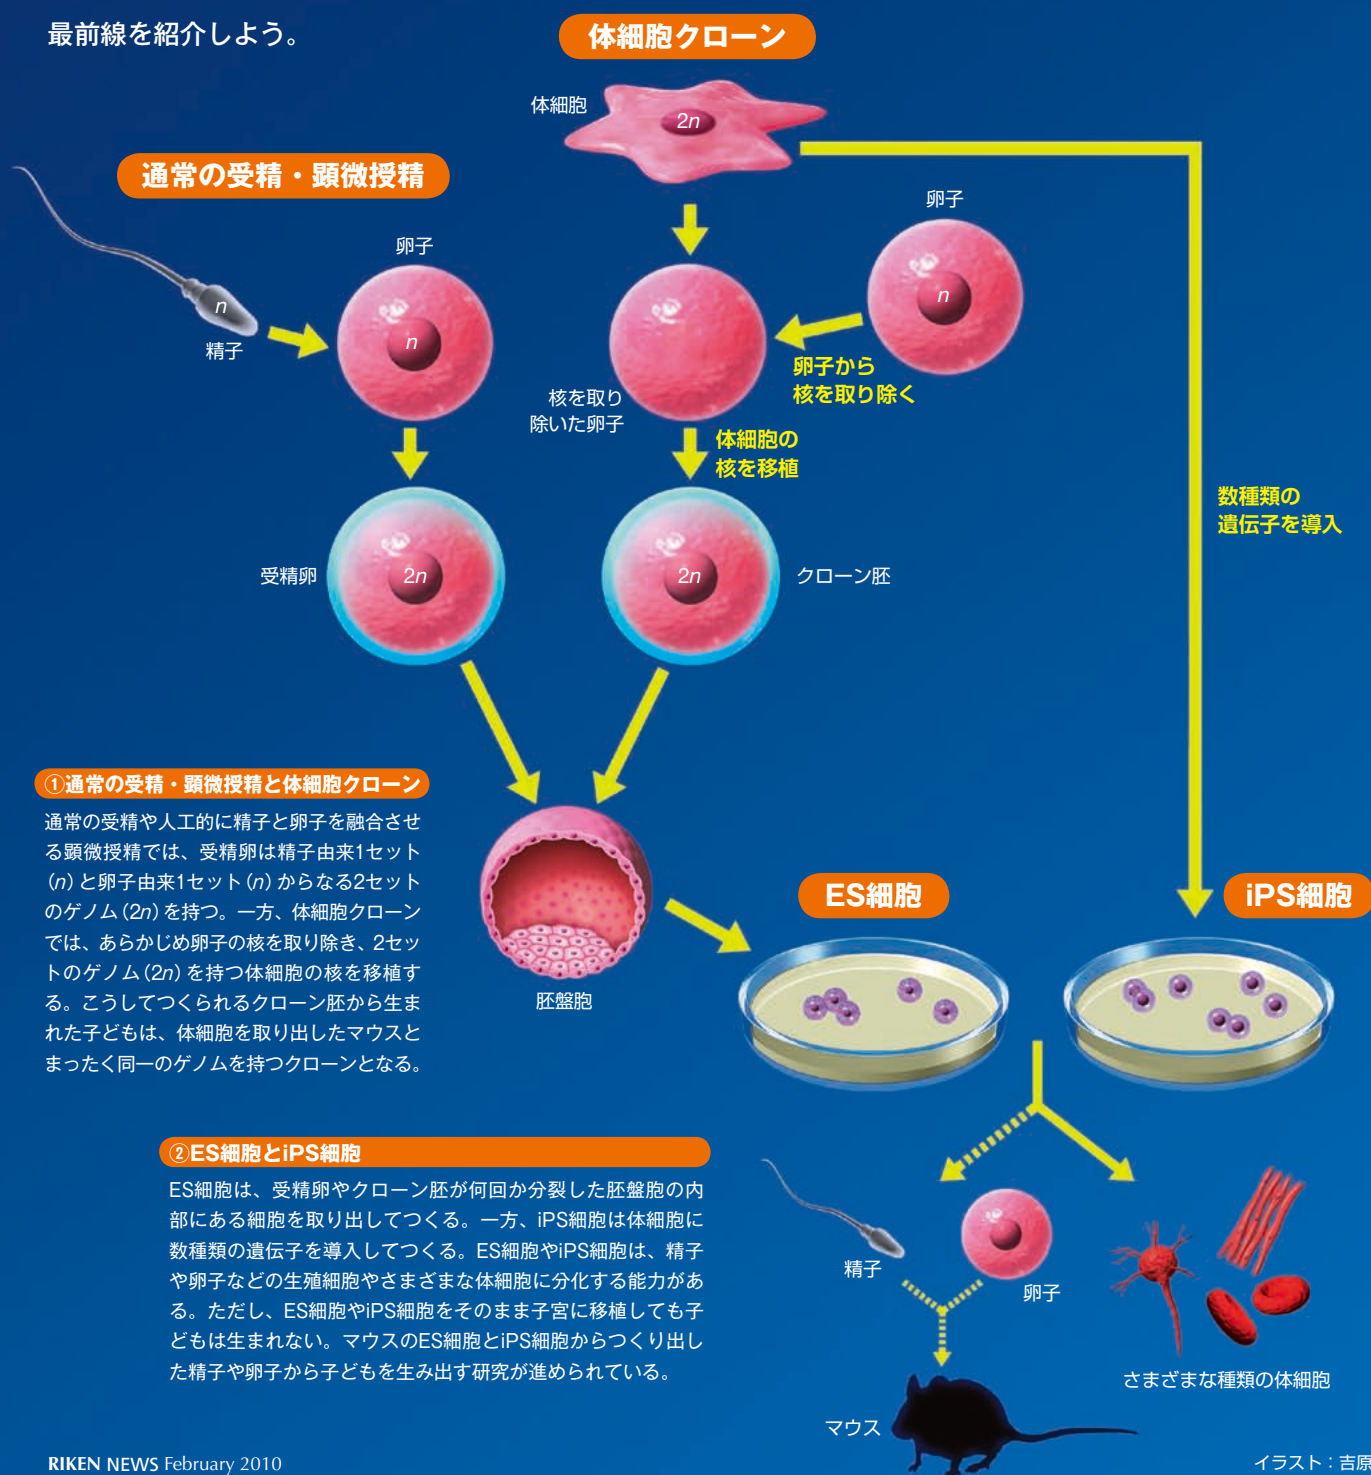 最前線を紹介しよう。
体細胞クローン
体細胞
2n
通常の受精・顕微授精
卵子
卵子
n
n
n
精子
卵子から
核を取り除く
核を取り
除いた卵子
体細胞の
核を移植
数種類の
遺伝子を導入
受精卵
2n
2n
クローン胚
①通常の受精・顕微授精と体細胞クローン
通常の受精や人工的に精子と卵子を融合させ
る顕微授精では、受精卵は精子由来1セット
(n)と卵子由来1セット(n)からなる2セット
のゲノム(2n)を持つ。一方、体細胞クローン
では、あらかじめ卵子の核を取り除き、2セッ
トのゲノム(2n)を持つ体細胞の核を移植す
る。こうしてつくられるクローン胚から生ま
れた子どもは、体細胞を取り出したマウスと
まったく同一のゲノムを持つクローンとなる。
ES細胞
iPS細胞
胚盤胞
②ES細胞とiPS細胞
ES細胞は、受精卵やクローン胚が何回か分裂した胚盤胞の内
部にある細胞を取り出してつくる。一方、iPS細胞は体細胞に
数種類の遺伝子を導入してつくる。ES細胞やiPS細胞は、精子
や卵子などの生殖細胞やさまざまな体細胞に分化する能力があ
る。ただし、ES細胞やiPS細胞をそのまま子宮に移植しても子
どもは生まれない。マウスのES細胞とiPS細胞からつくり出し
た精子や卵子から子どもを生み出す研究が進められている。
精子
卵子
さまざまな種類の体細胞
マウス
RIKEN NEWS February 2010
イラスト：吉原